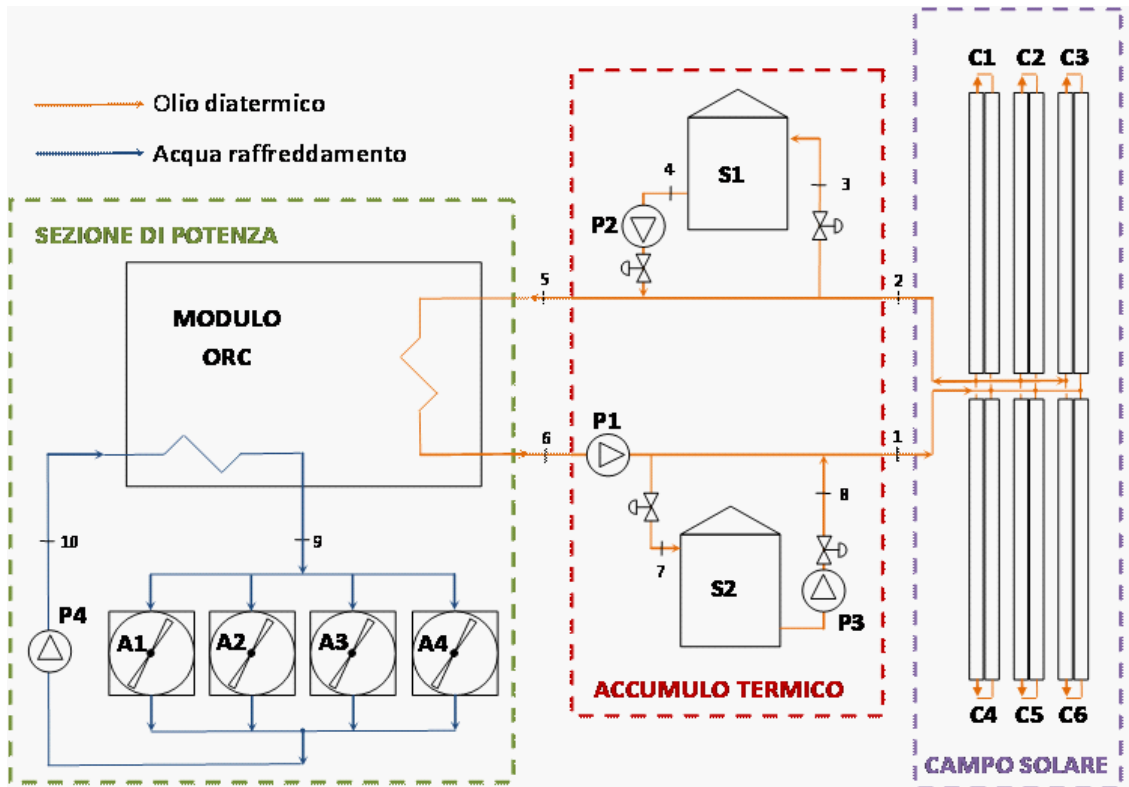 C1 C2 C3
Olio diatermico
Acqua raffreddamento
S1
4
3
P2
SEZIONE DI POTENZA
5
2
MODULO
ORC
P1
6
1
8
7
10
9
S2
P4
P3
A1 A2 A3 A4
ACCUMULO TERMICO
C4 C5 C6
CAMPO SOLARE